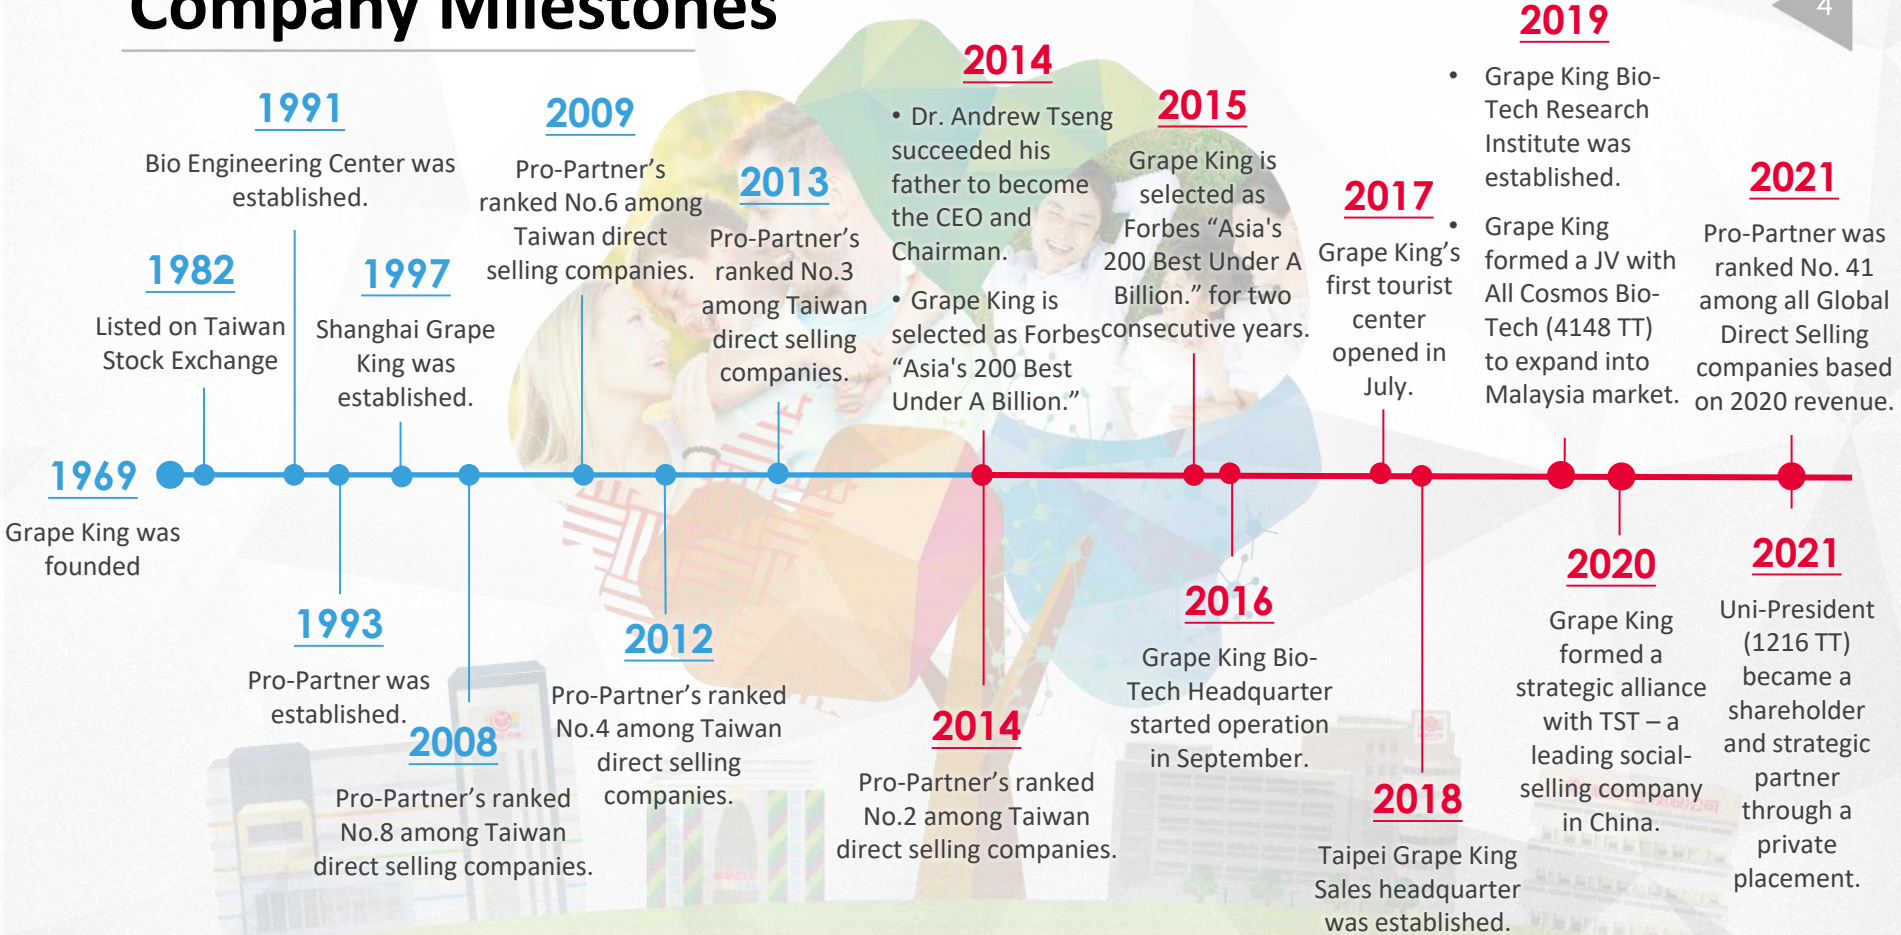 Company Milestones
4
1969
Grape King was
founded
1982
Listed on Taiwan
Stock Exchange
1991
Bio Engineering Center was
established.
1993
Pro-Partner was
established.
1997
Shanghai Grape
King was
established.
2008
Pro-Partner’s ranked
No.8 among Taiwan
direct selling companies.
2009
Pro-Partner’s
ranked No.6 among
Taiwan direct
selling companies.
2012
Pro-Partner’s ranked
No.4 among Taiwan
direct selling
companies.
2013
Pro-Partner’s
ranked No.3
among Taiwan
direct selling
companies.
2014
• Dr. Andrew Tseng
succeeded his
father to become
the CEO and
Chairman.
• Grape King is
selected as Forbes
“Asia's 200 Best
Under A Billion.”
2014
Pro-Partner’s ranked
No.2 among Taiwan
direct selling companies.
2015
Grape King is
selected as
Forbes “Asia's
200 Best Under A
Billion.” for two
consecutive years.
2016
Grape King Bio-
Tech Headquarter
started operation
in September.
2017
Grape King’s
first tourist
center
opened in
July.
2018
Taipei Grape King
Sales headquarter
was established.
2019
• Grape King Bio-
Tech Research
Institute was
established.
• Grape King
formed a JV with
All Cosmos Bio-
Tech (4148 TT)
to expand into
Malaysia market.
2020
Grape King
formed a
strategic alliance
with TST – a
leading social-
selling company
in China.
2021
Pro-Partner was
ranked No. 41
among all Global
Direct Selling
companies based
on 2020 revenue.
2021
Uni-President
(1216 TT)
became a
shareholder
and strategic
partner
through a
private
placement.